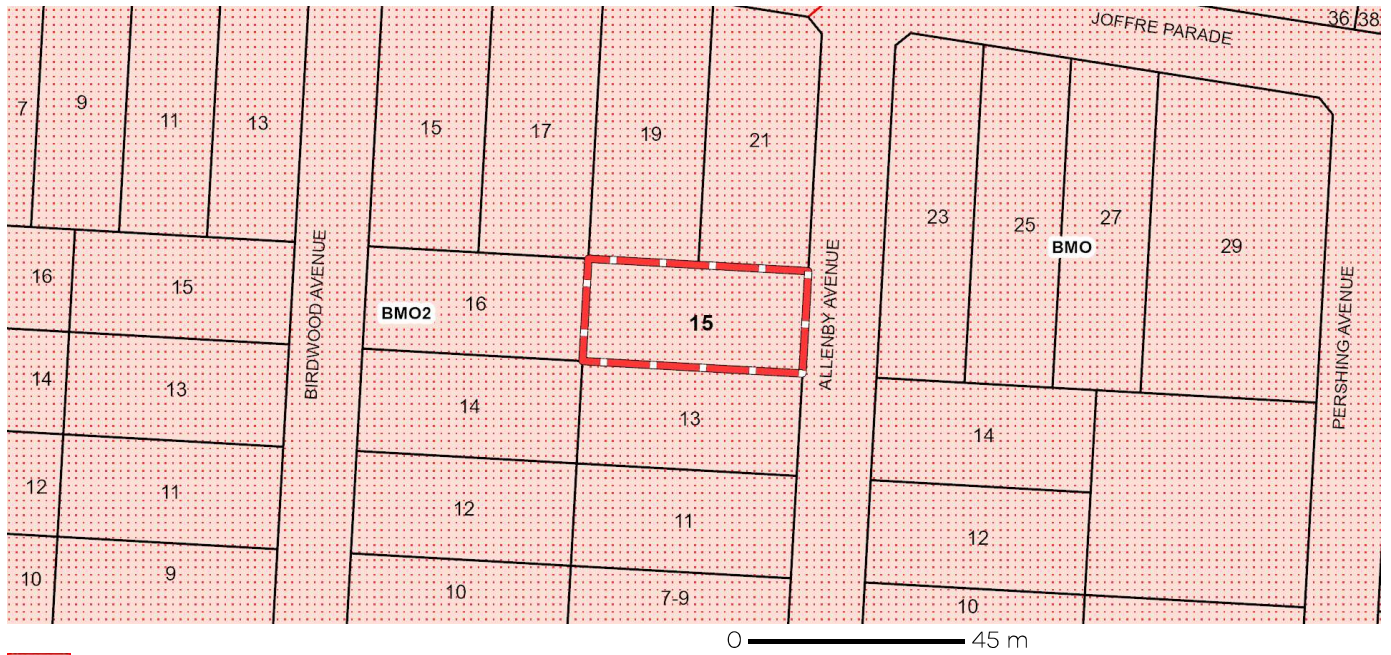 36 38
JOFFRE PARADE
7 9 11 13
15 17 19 21
23 25 27 29
BMO
BIRDWOOD AVENUE
ALLENBY AVENUE
PERSHING AVENUE
16 15
BMO2 16 15
14 13
14 13
14
12 11
12 11
12
10 9
10 7-9
10
0 45 m